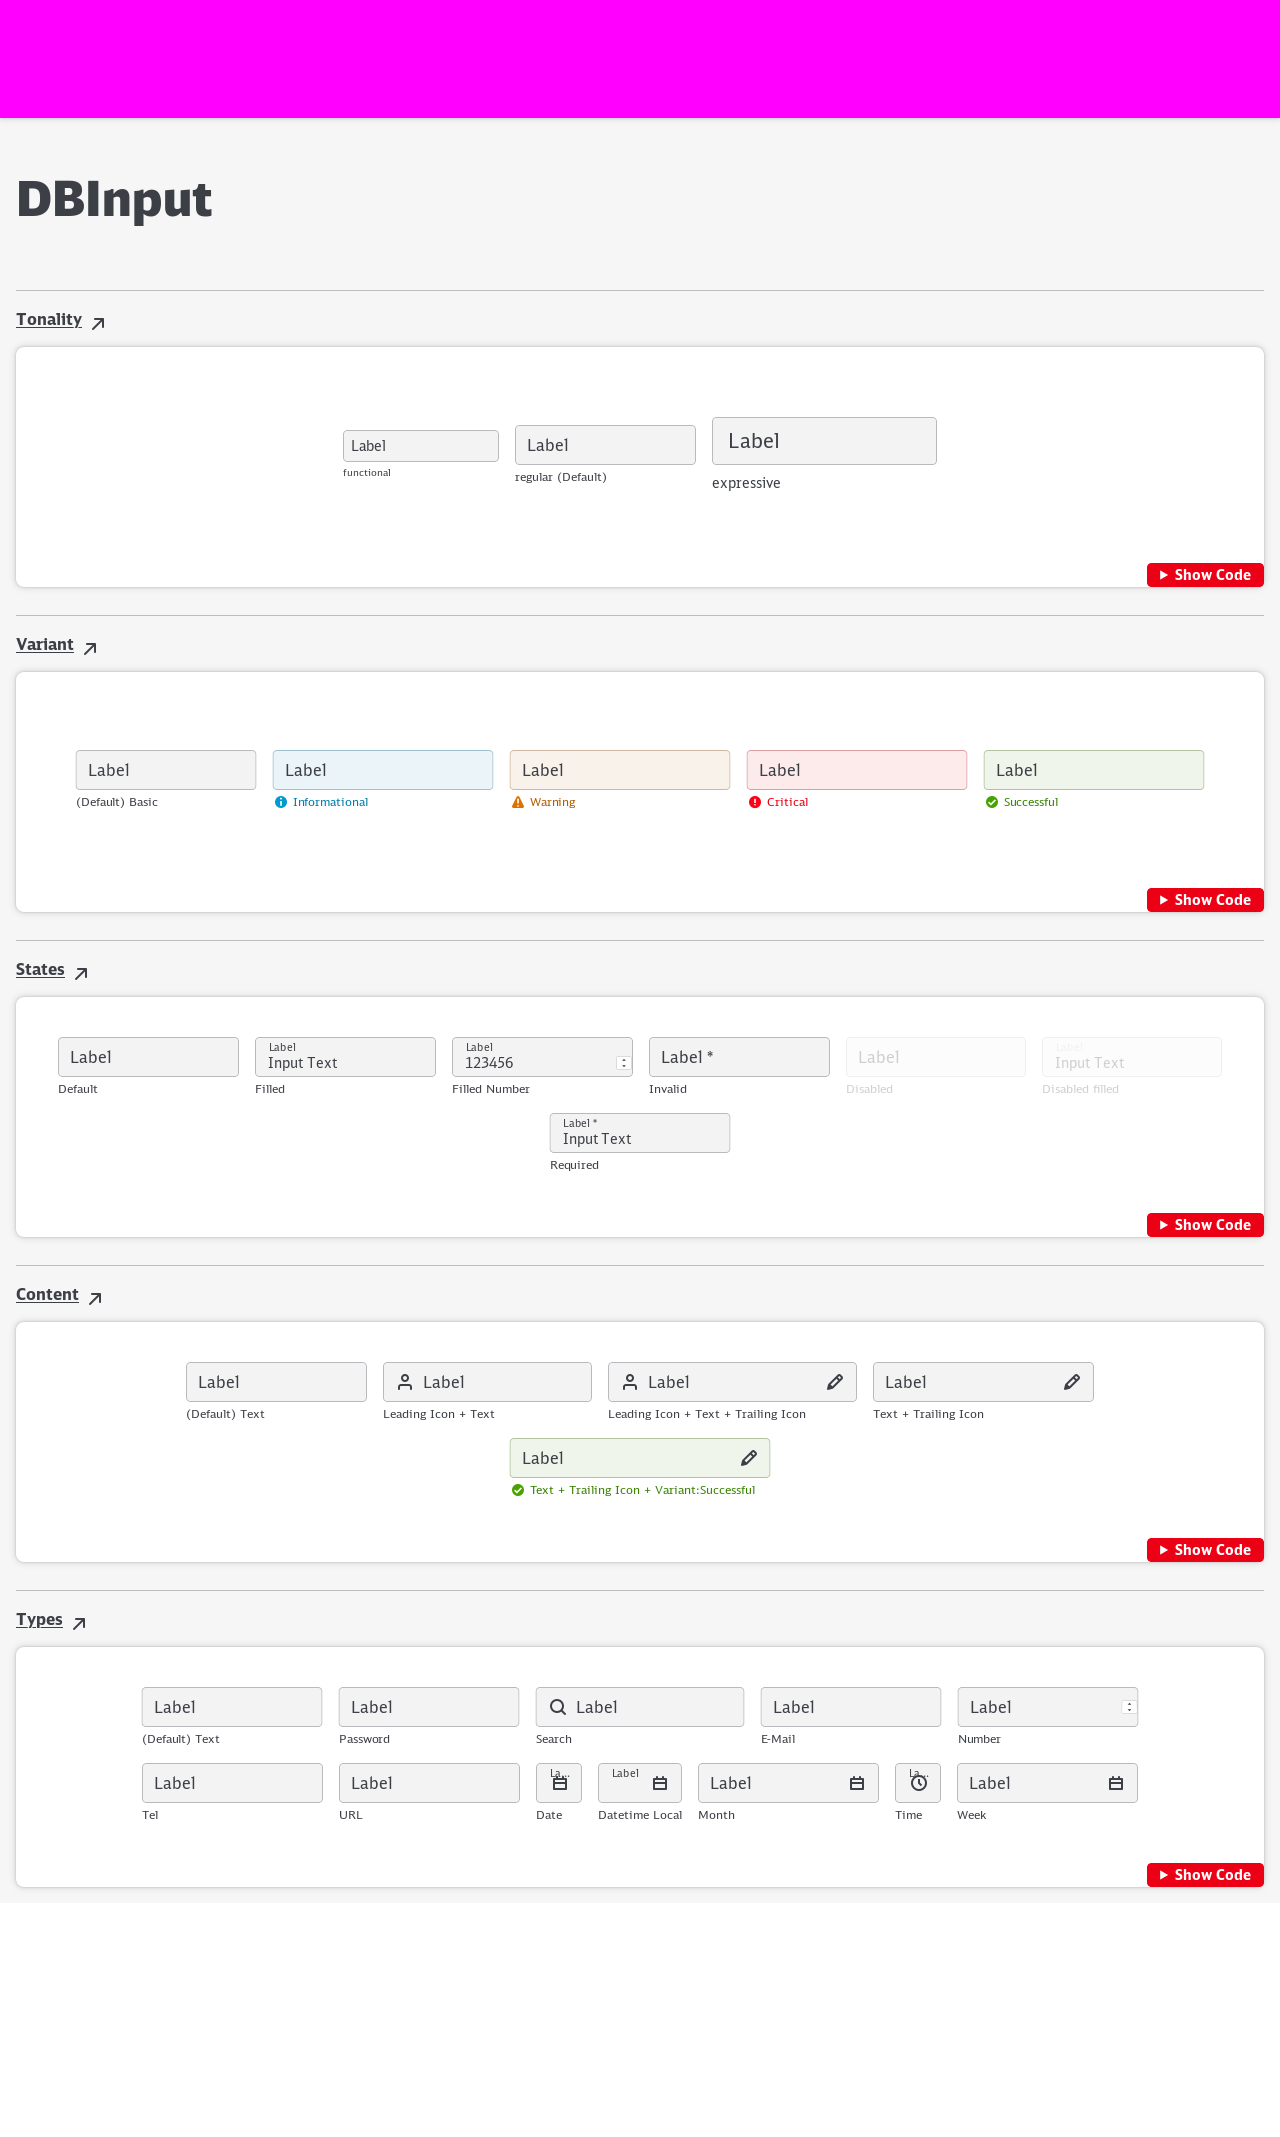 DBInput
Tonality
Label Label Label
functional regular (Default) expressive
Show Code
Variant
Label Label Label Label Label
(Default) Basic Informational Warning Critical Successful
Show Code
States
Label Label Label Label * Label Label
Input Text 123456 Input Text
Default Filled Filled Number Invalid Disabled Disabled filled
Label *
Input Text
Required
Show Code
Content
Label Label Label Label
(Default) Text Leading Icon + Text Leading Icon + Text + Trailing Icon Text + Trailing Icon
Label
Text + Trailing Icon + Variant:Successful
Show Code
Types
Label Label Label Label Label
(Default) Text Password Search E-Mail Number
Label Label La... Label Label La... Label
Tel URL Date Datetime Local Month Time Week
Show Code